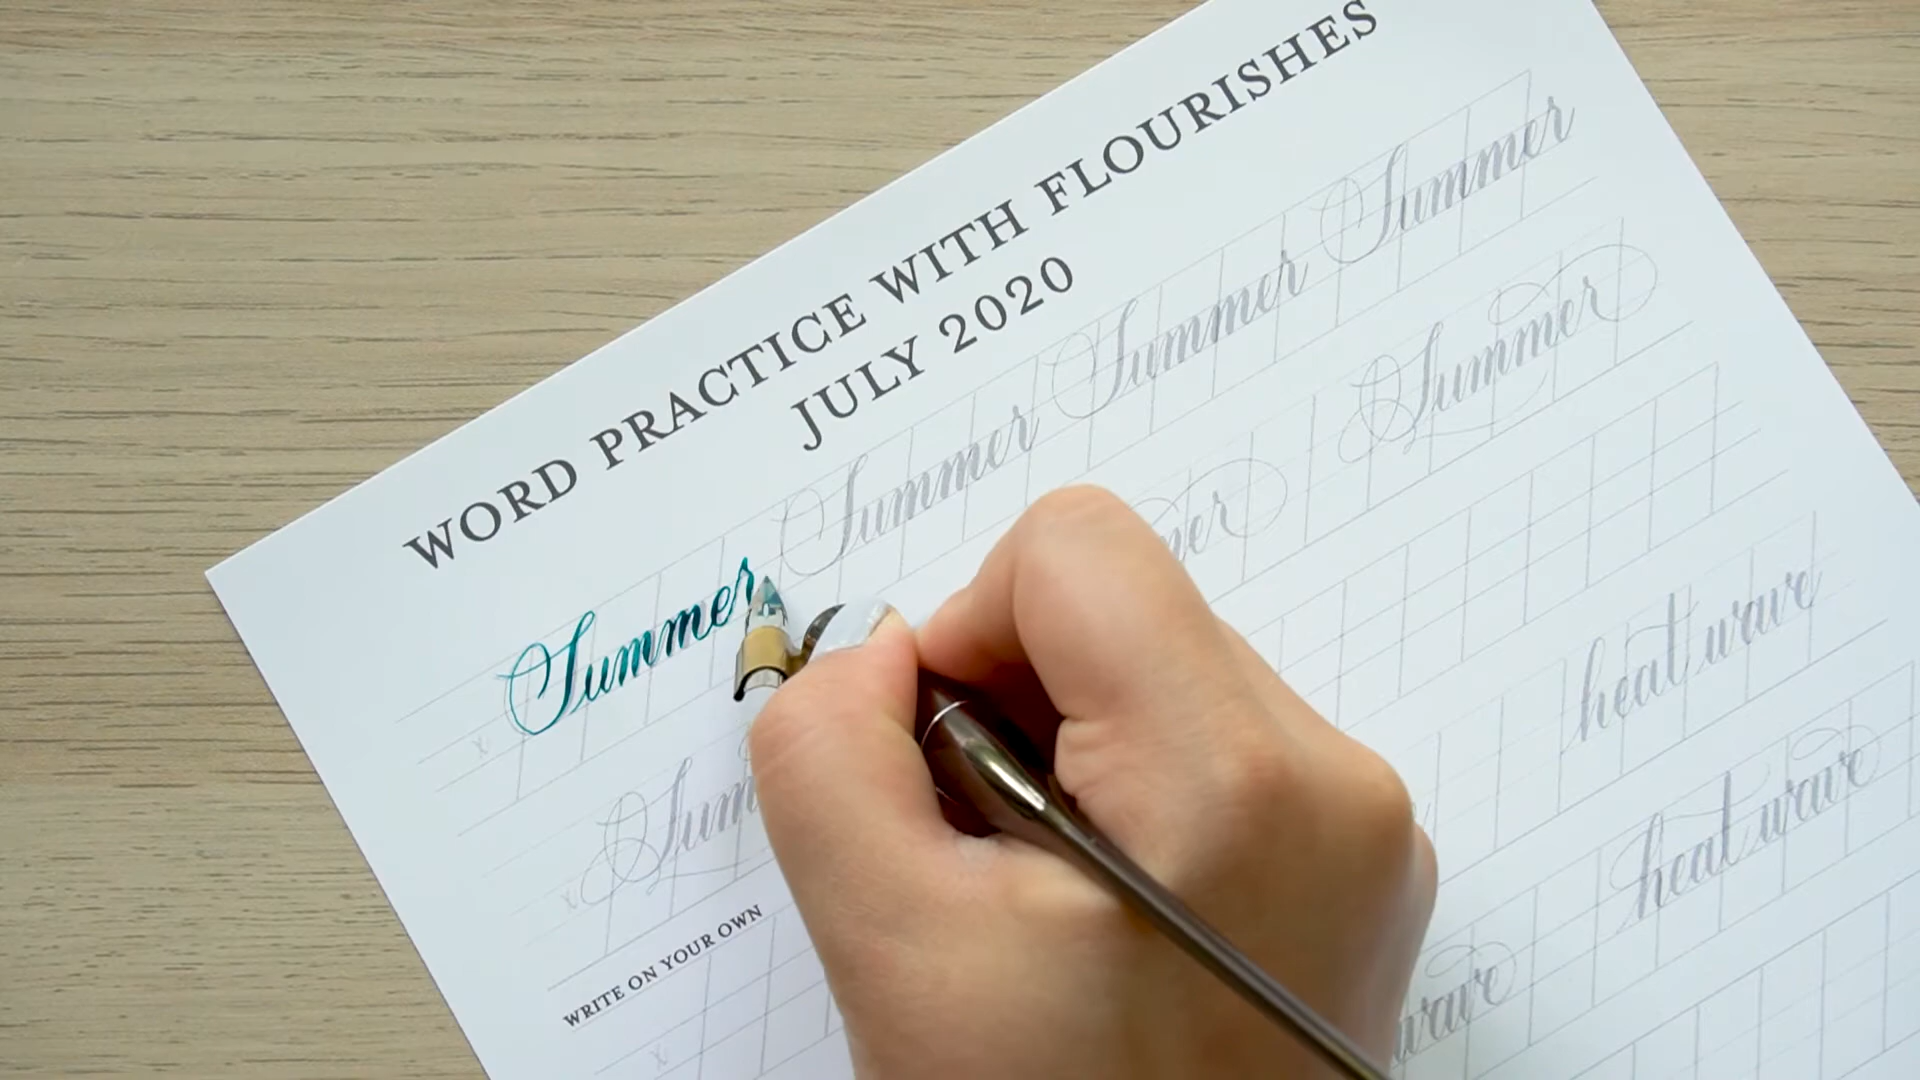 WORD PRACTICE WITH FLOURISHES
JULY 2020
Summer Summer Summer Summer
Summer
WRITE ON YOUR OWN
heat wave
heat wave
wave